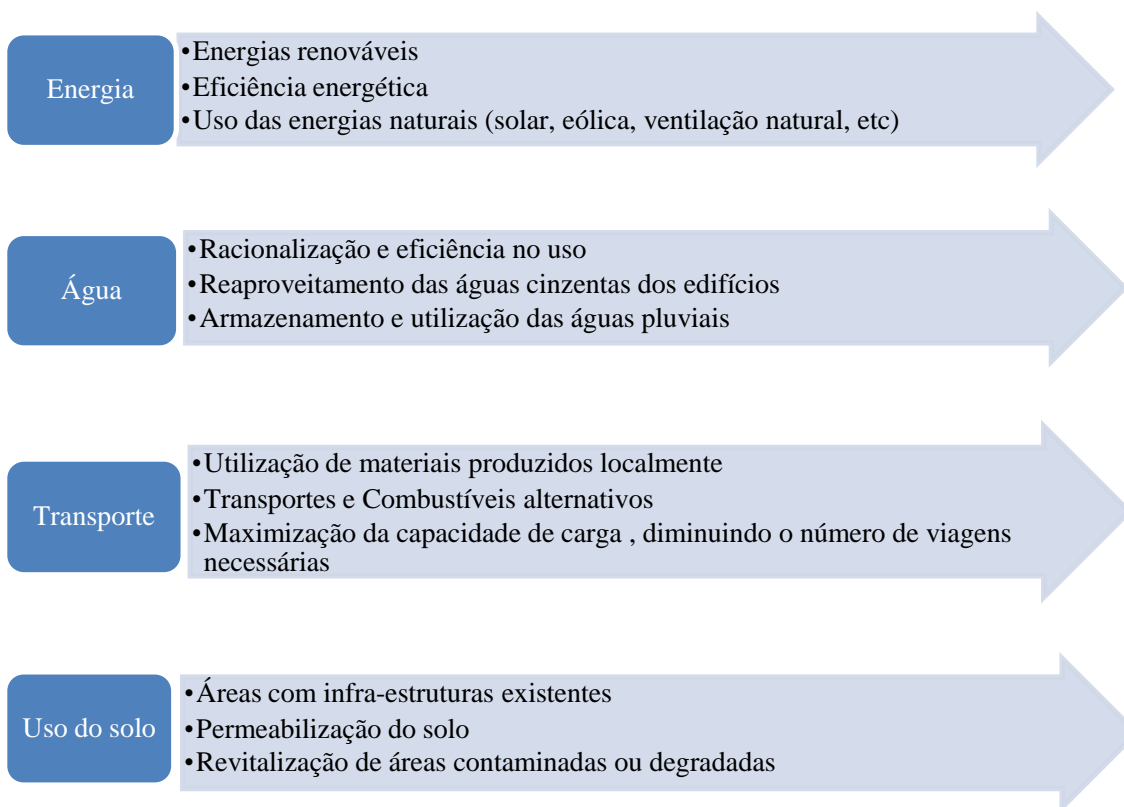 Energia
•Energias renováveis
•Eficiência energética
•Uso das energias naturais (solar, eólica, ventilação natural, etc)
Água
•Racionalização e eficiência no uso
•Reaproveitamento das águas cinzentas dos edifícios
•Armazenamento e utilização das águas pluviais
Transporte
•Utilização de materiais produzidos localmente
•Transportes e Combustíveis alternativos
•Maximização da capacidade de carga , diminuindo o número de viagens
necessárias
Uso do solo
•Áreas com infra-estruturas existentes
•Permeabilização do solo
•Revitalização de áreas contaminadas ou degradadas